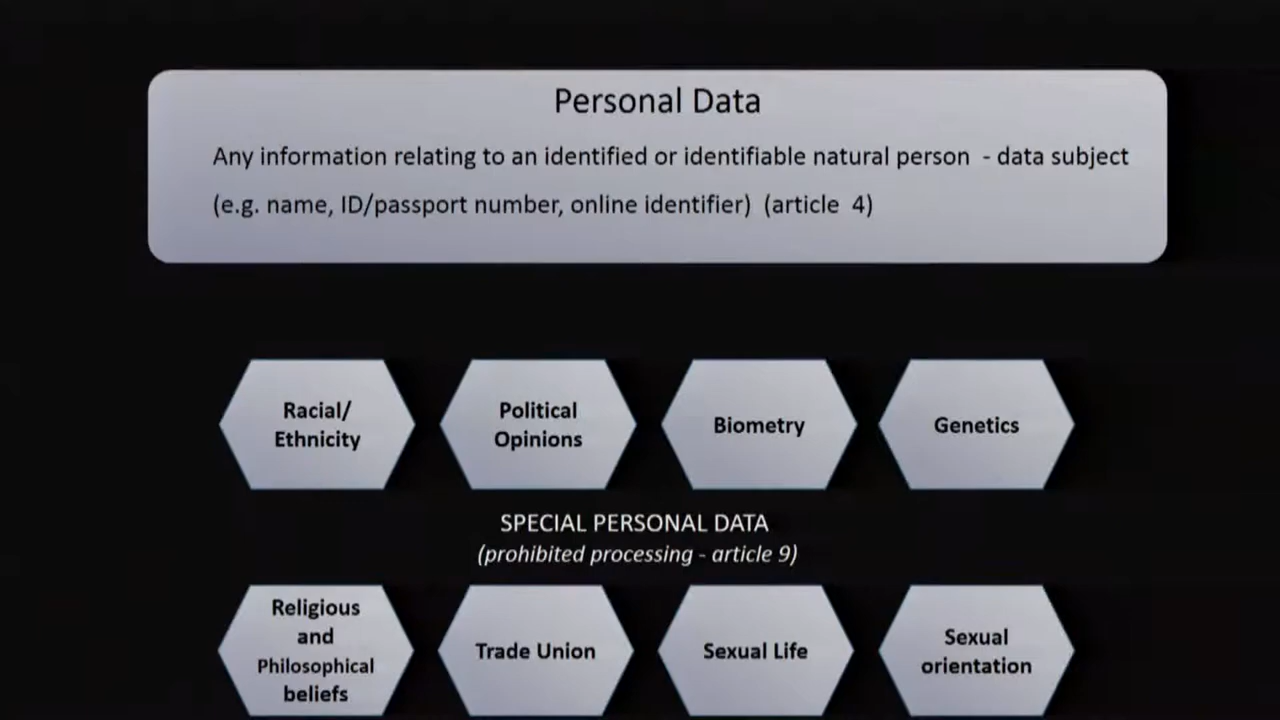 Personal Data
Any information relating to an identified or identifiable natural person - data subject
(e.g. name, ID/passport number, online identifier) (article 4)
Racial/
Ethnicity
Political
Opinions
Biometry
Genetics
SPECIAL PERSONAL DATA
(prohibited processing - article 9)
Religious
and
Philosophical
beliefs
Trade Union
Sexual Life
Sexual
orientation